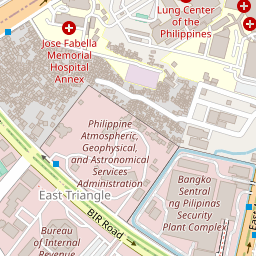 Lung Center
of the
Philippines
Jose Fabella
Memorial
Hospital
Annex
Philippine
Atmospheric,
Geophysical,
and Astronomical
Services
Administration
Bangko
Sentral
ng Pilipinas
Security
Plant Complex
East Triangle
BIR Road
Bureau
of Internal
Revenue